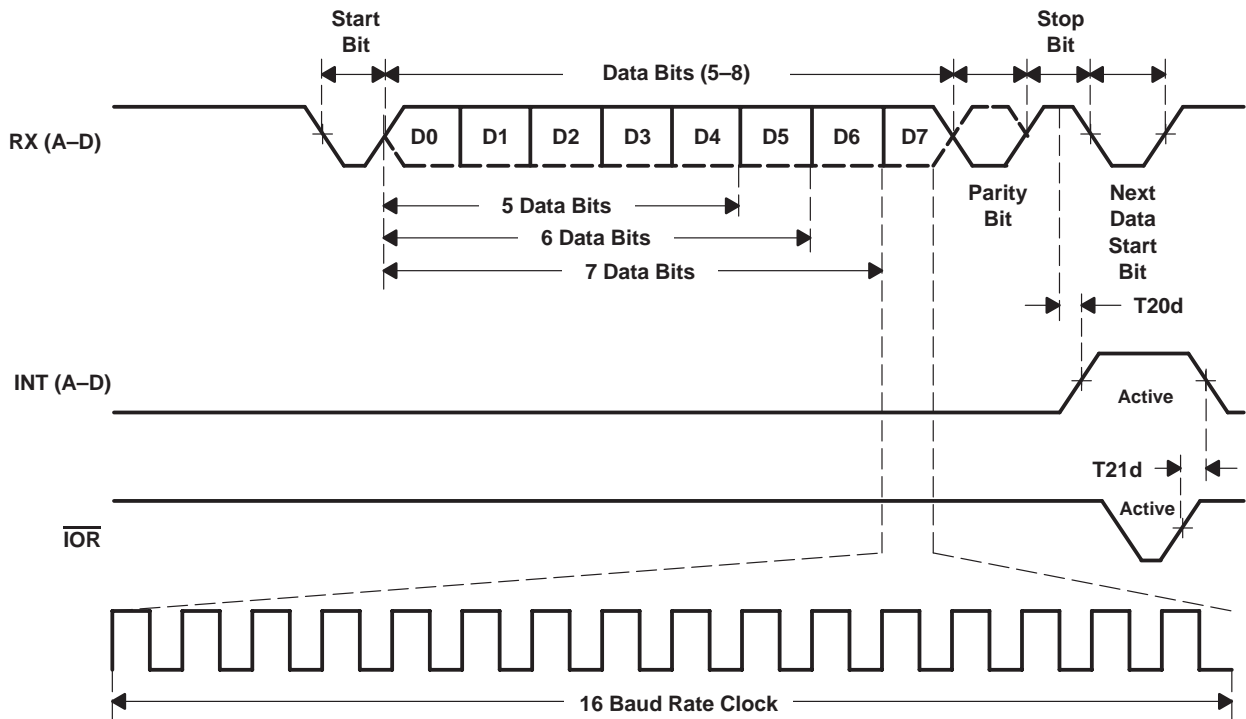 Start
Bit
Stop
Bit
Data Bits (5–8)
RX (A–D)
D0 D1 D2 D3 D4 D5 D6 D7
Parity
Bit
Next
Data
Start
Bit
5 Data Bits
6 Data Bits
7 Data Bits
T20d
INT (A–D)
Active
T21d
Active
IOR
16 Baud Rate Clock